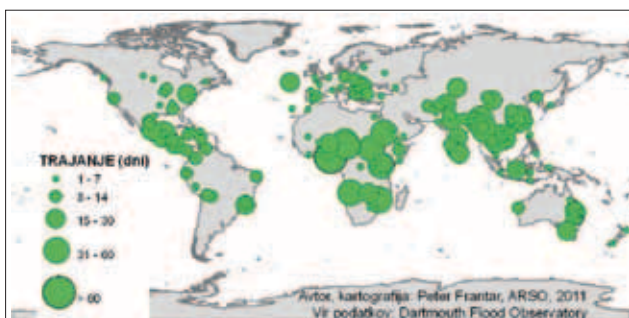 TRAJANJE (dni)
1 - 7
8 - 14
15 - 30
31 - 60
> 60
Avtor, kartografija: Peter Frantar, ARSO, 2011
Vir podatkov: Dartmouth Flood Observatory